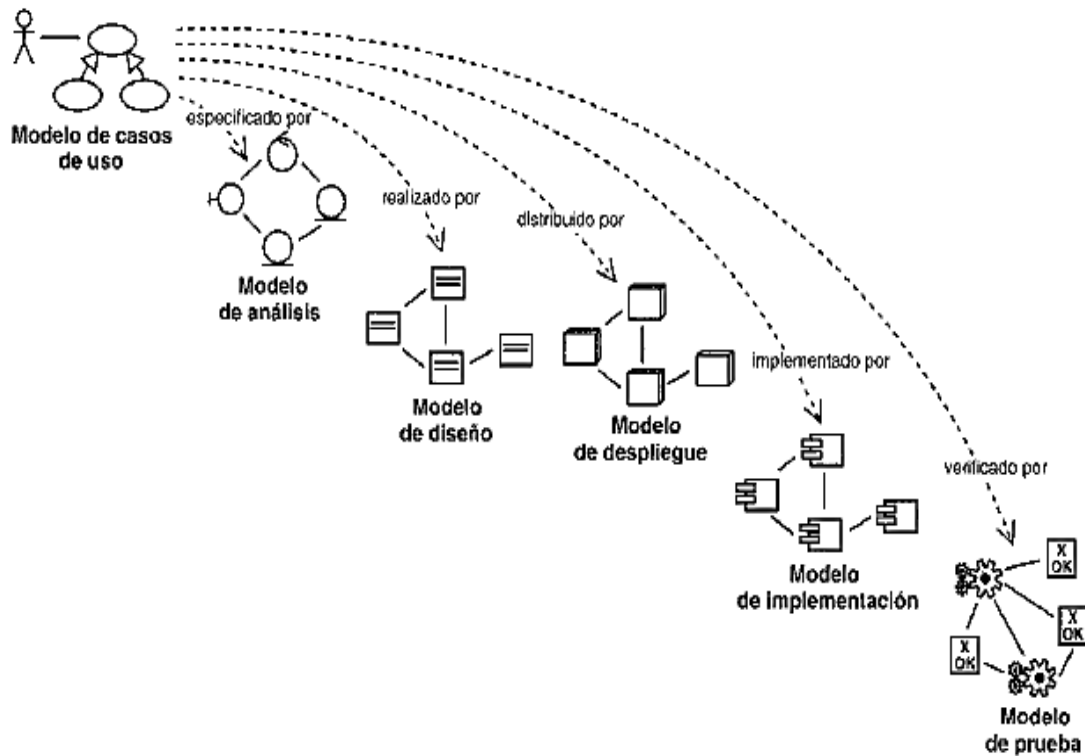 Modelo de casos
de uso
especificado por
Modelo
de análisis
realizado por
Modelo
de diseño
distribuido por
Modelo
de despliegue
implementado por
Modelo
de implementación
verificado por
X
OK
X
OK
X
OK
Modelo
de prueba